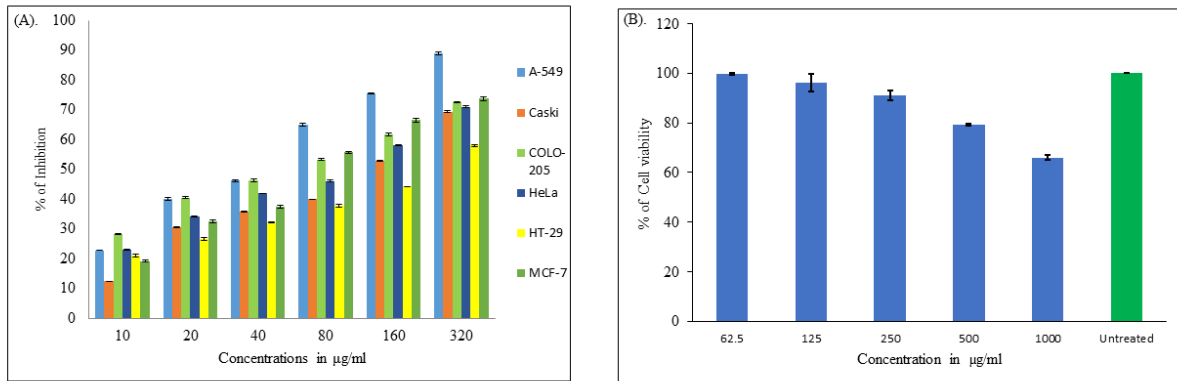 (A).
100
90
80
70
60
50
40
30
20
10
0
% of Inhibition
10 20 40 80 160 320
Concentrations in µg/ml
A-549
Caski
COLO-
205
HeLa
HT-29
MCF-7
(B).
120
100
80
60
40
20
0
% of Cell viability
62.5 125 250 500 1000 Untreated
Concentration in µg/ml